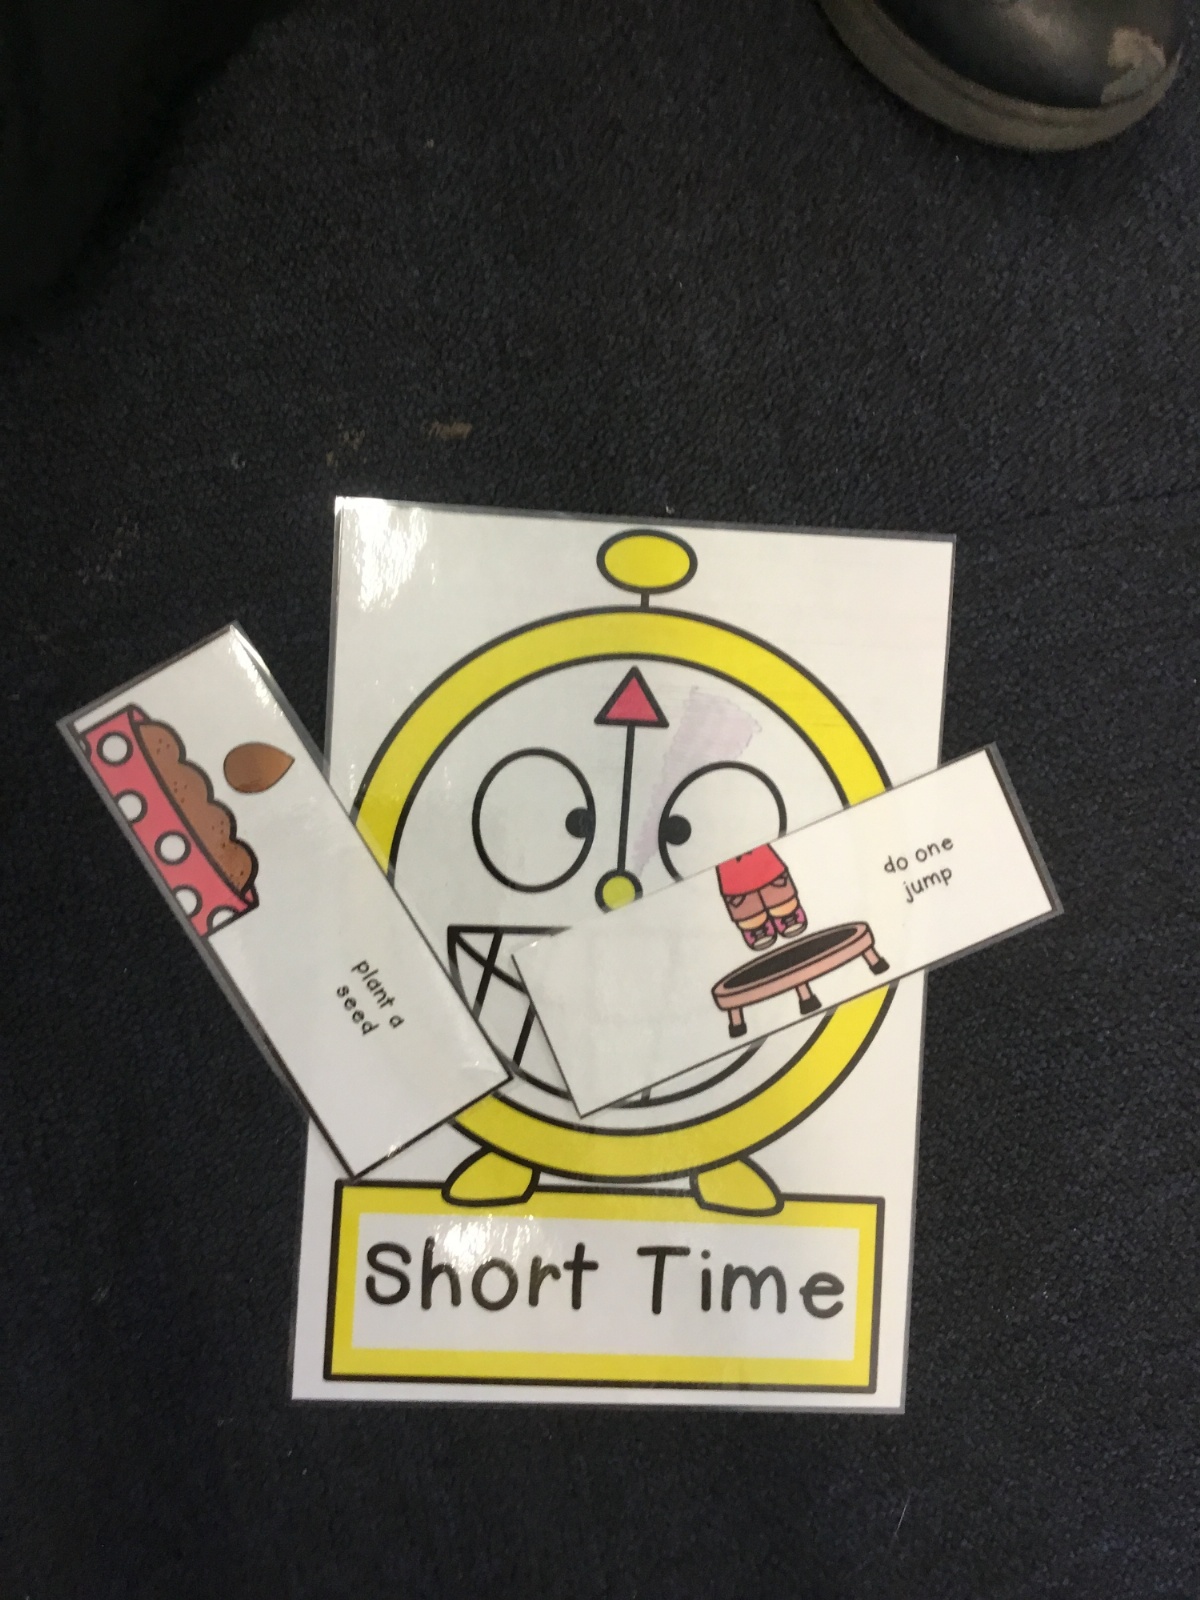 plant a
seed
do one
jump
Short Time